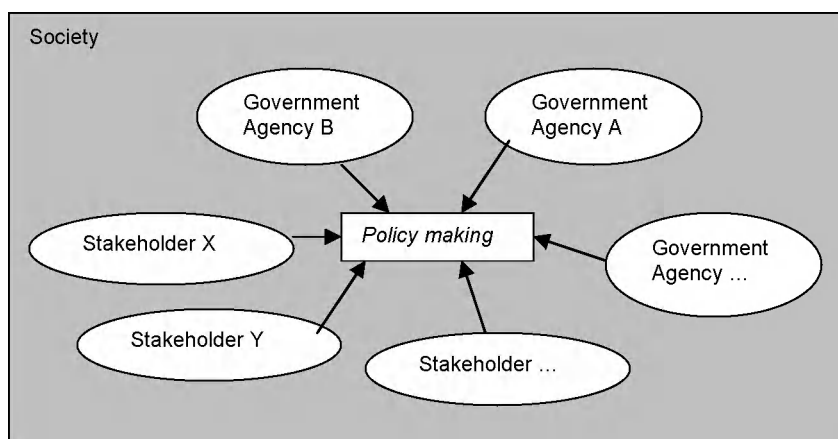 Society
Government
Agency B
Government
Agency A
Stakeholder X
Policy making
Government
Agency ...
Stakeholder Y
Stakeholder ...